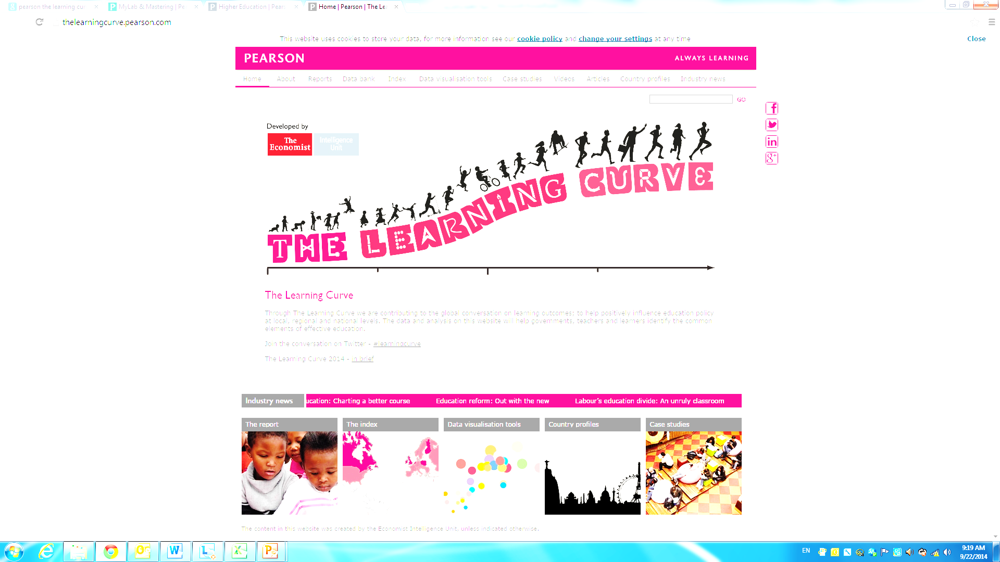 pearson the learning cur
MyLab & Mastering | Pe
Higher Education | Pears
Home | Pearson | The Le
thelearningcurve.pearson.com
This website uses cookies to store your data, for more information see our cookie policy and change your settings at any time
Close
PEARSON
ALWAYS LEARNING
Home About Reports Data bank Index Data visualisation tools Case studies Videos Articles Country profiles Industry news
GO
Developed by
The
Economist
Intelligence
Unit
THE LEARNING CURVE
The Learning Curve
Through The Learning Curve we are contributing to the global conversation on learning outcomes; to help positively influence education policy
at local, regional and national levels. The data and analysis on this website will help governments, teachers and learners identify the common
elements of effective education.
Join the conversation on Twitter - #learningcurve
The Learning Curve 2014 - in brief
Industry news
ucation: Charting a better course Education reform: Out with the new Labour's education divide: An unruly classroom
The report
The index
Data visualisation tools
Country profiles
Case studies
The content in this website was created by the Economist Intelligence Unit, unless indicated otherwise.
EN
9:19 AM
9/22/2014